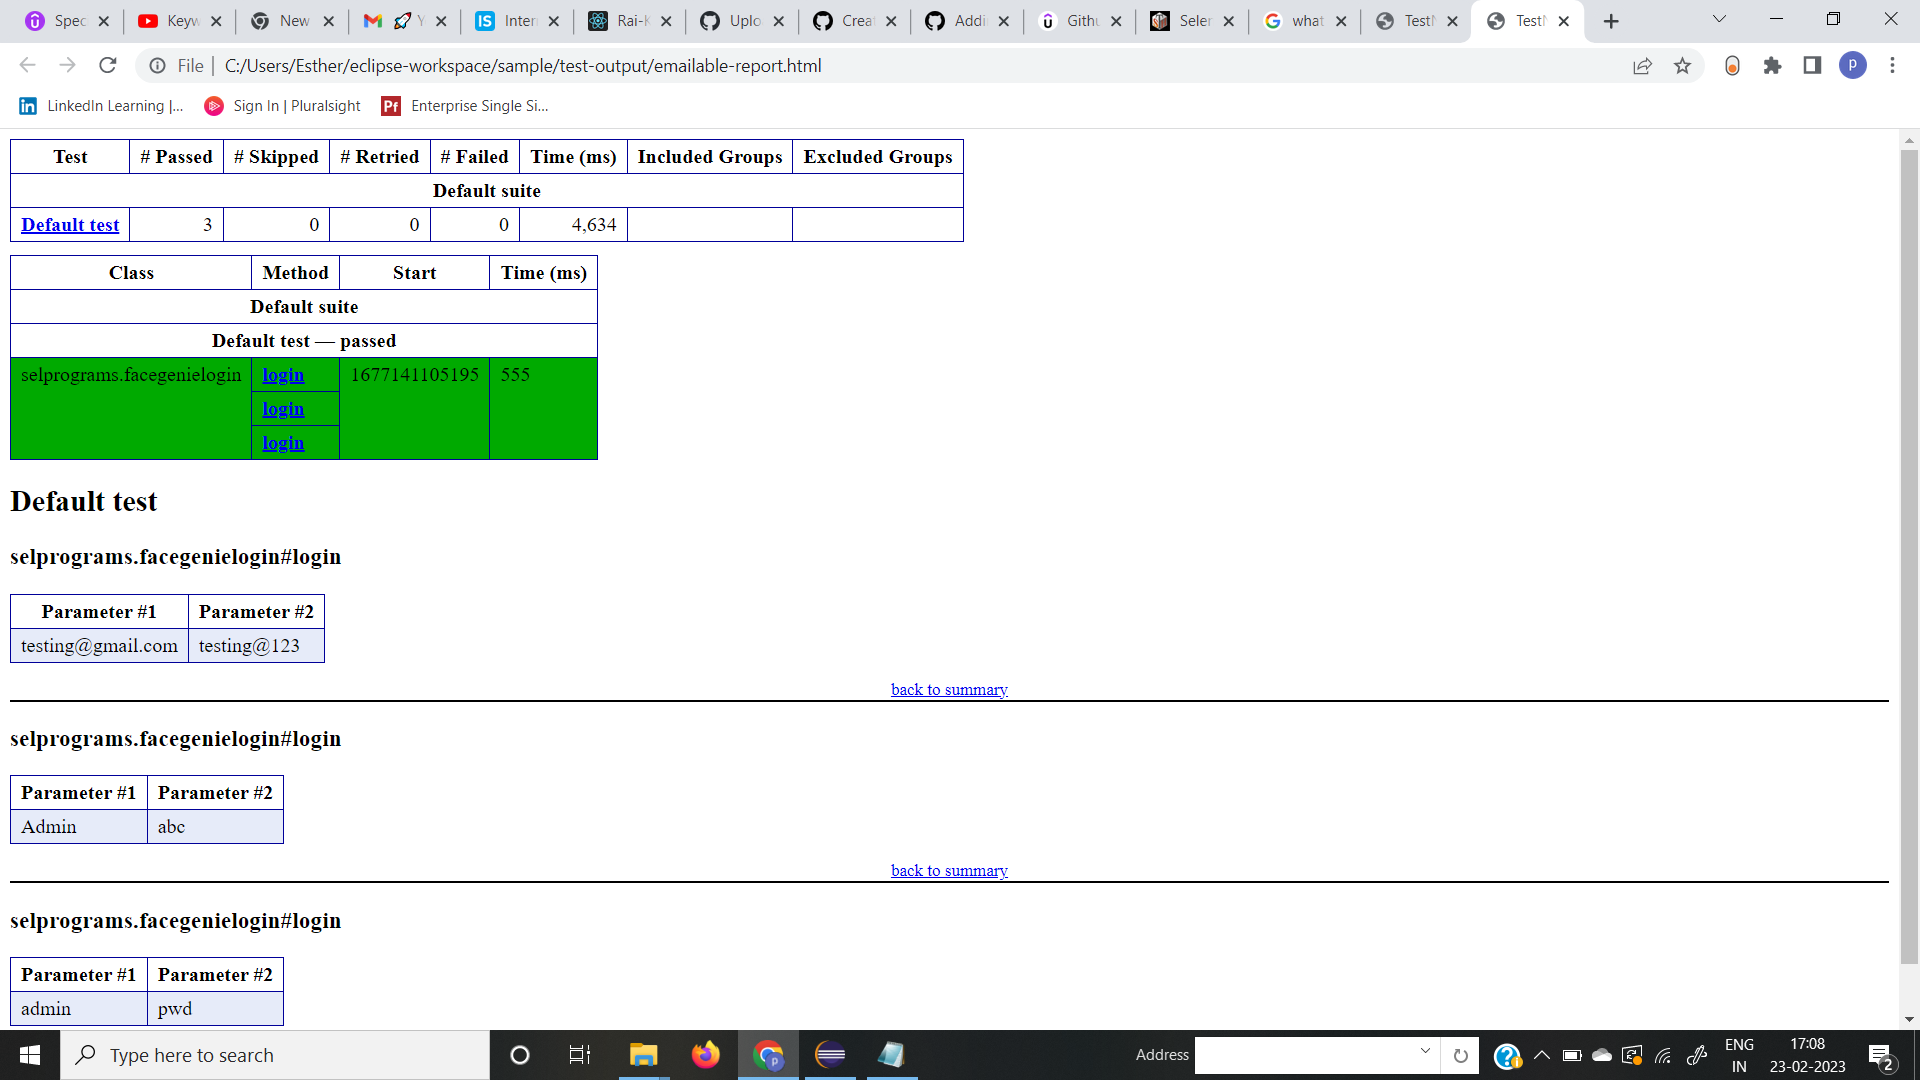 Spec
Keyw
New
Y
Inter
Rai-K
Uplo
Creat
Addi
Githu
Seler
what
TestN
TestN
File | C:/Users/Esther/eclipse-workspace/sample/test-output/emailable-report.html
p
LinkedIn Learning |... Sign In | Pluralsight Enterprise Single Si...
Test # Passed # Skipped # Retried # Failed Time (ms) Included Groups Excluded Groups
Default suite
Default test 3 0 0 0 4,634
Class Method Start Time (ms)
Default suite
Default test — passed
selprograms.facegenielogin login 1677141105195 555
login
login
Default test
selprograms.facegenielogin#login
Parameter #1 Parameter #2
testing@gmail.com testing@123
back to summary
selprograms.facegenielogin#login
Parameter #1 Parameter #2
Admin abc
back to summary
selprograms.facegenielogin#login
Parameter #1 Parameter #2
admin pwd
Type here to search
Address
ENG
IN
17:08
23-02-2023
2